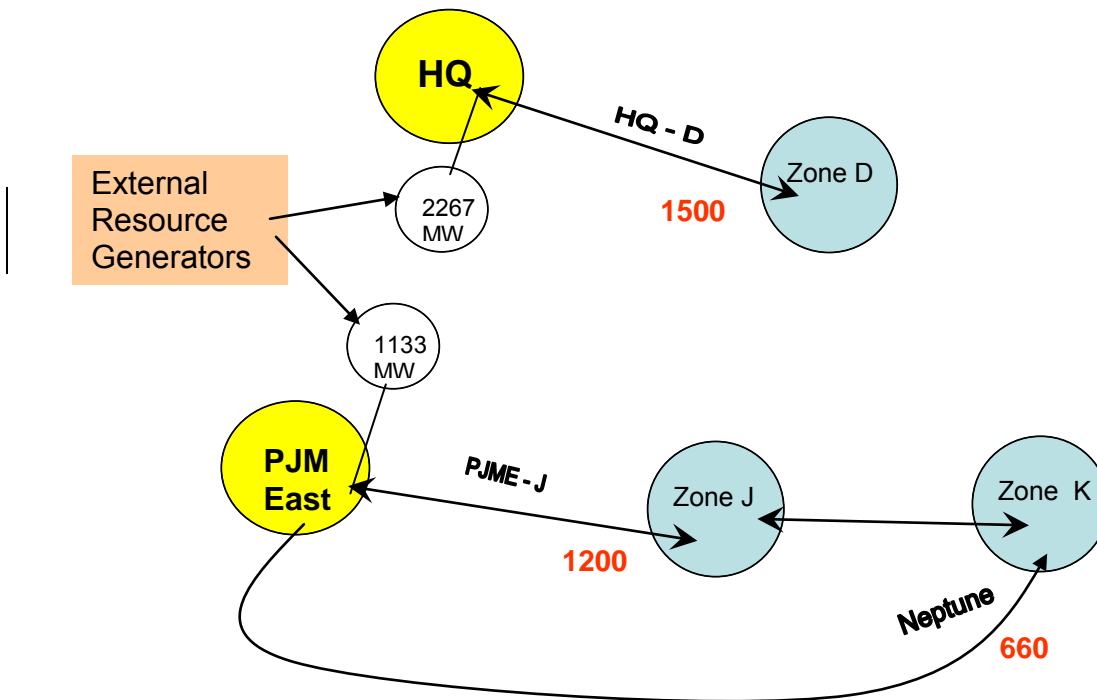 HQ
HQ - D
Zone D
1500
External
Resource
Generators
2267
MW
1133
MW
PJM
East
PJME - J
1200
Zone J
Zone K
Neptune
660